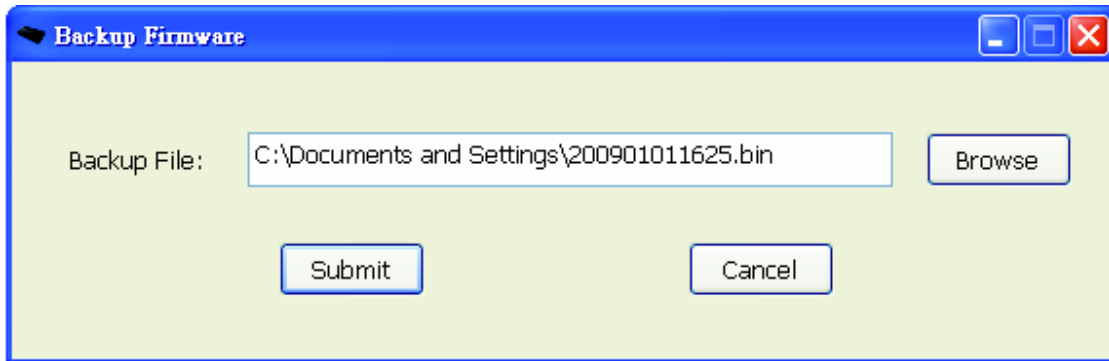 Backup Firmware
Backup File: C:\Documents and Settings\200901011625.bin Browse
Submit Cancel